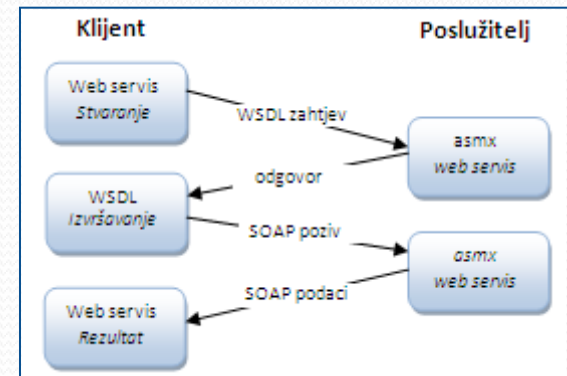 Klijent
Poslužitelj
Web servis
Stvaranje
WSDL zahtjev
asmx
web servis
odgovor
WSDL
Izvršavanje
SOAP poziv
asmx
web servis
SOAP podaci
Web servis
Rezultat